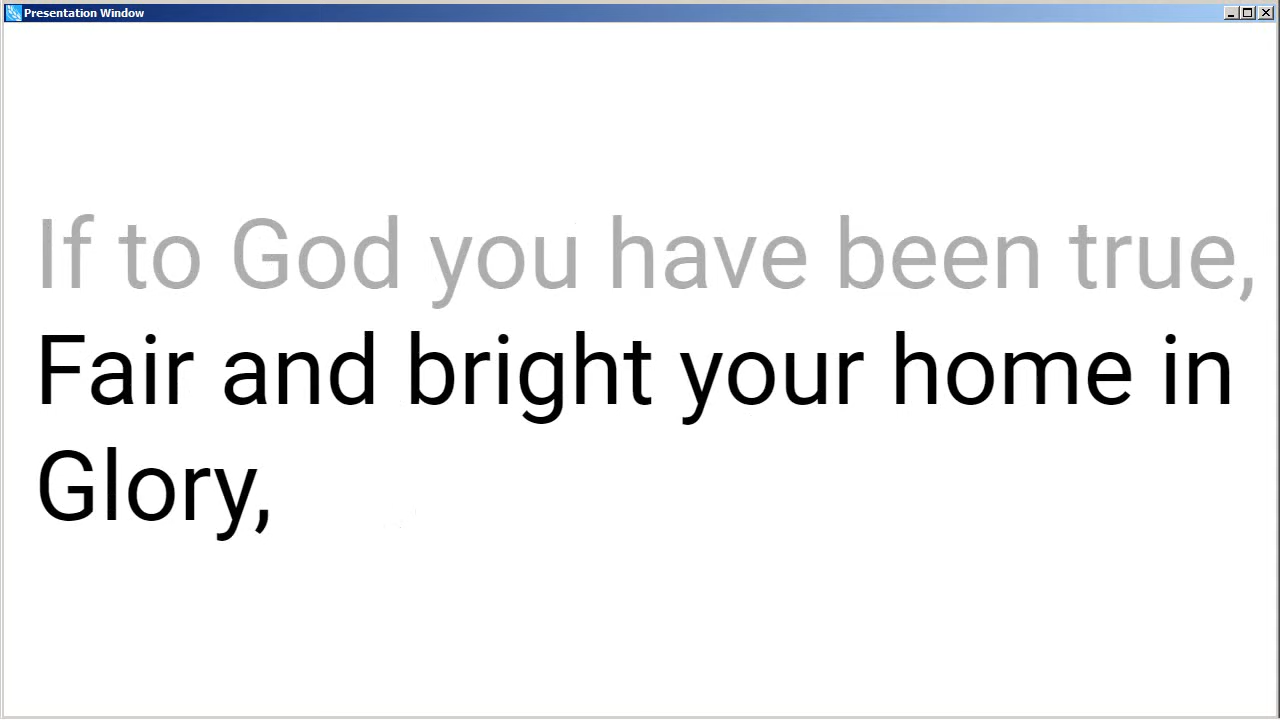 Presentation Window
If to God you have been true,
Fair and bright your home in
Glory,